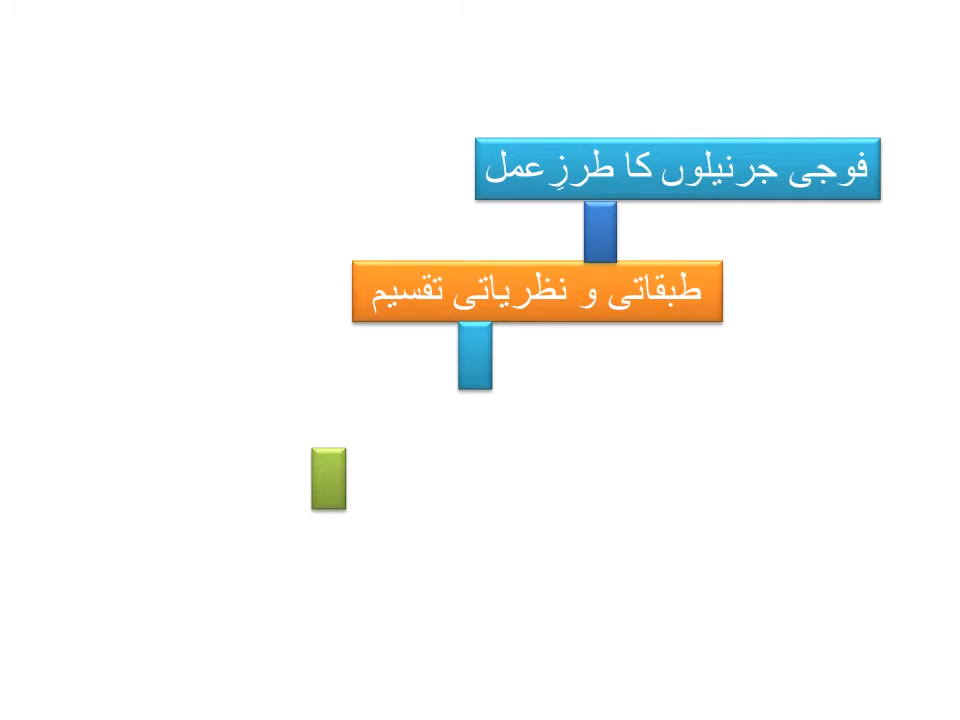 فوجی جرنیلوں کا طرزِعمل
طبقاتی و نظریاتی تقسیم